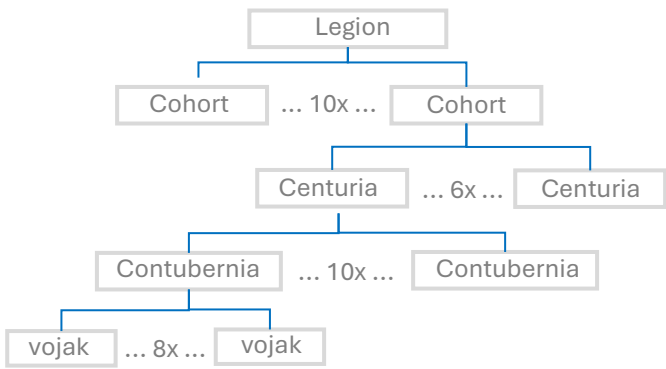 Legion
Cohort ... 10x ... Cohort
Centuria ... 6x ... Centuria
Contubernia ... 10x ... Contubernia
vojak ... 8x ... vojak